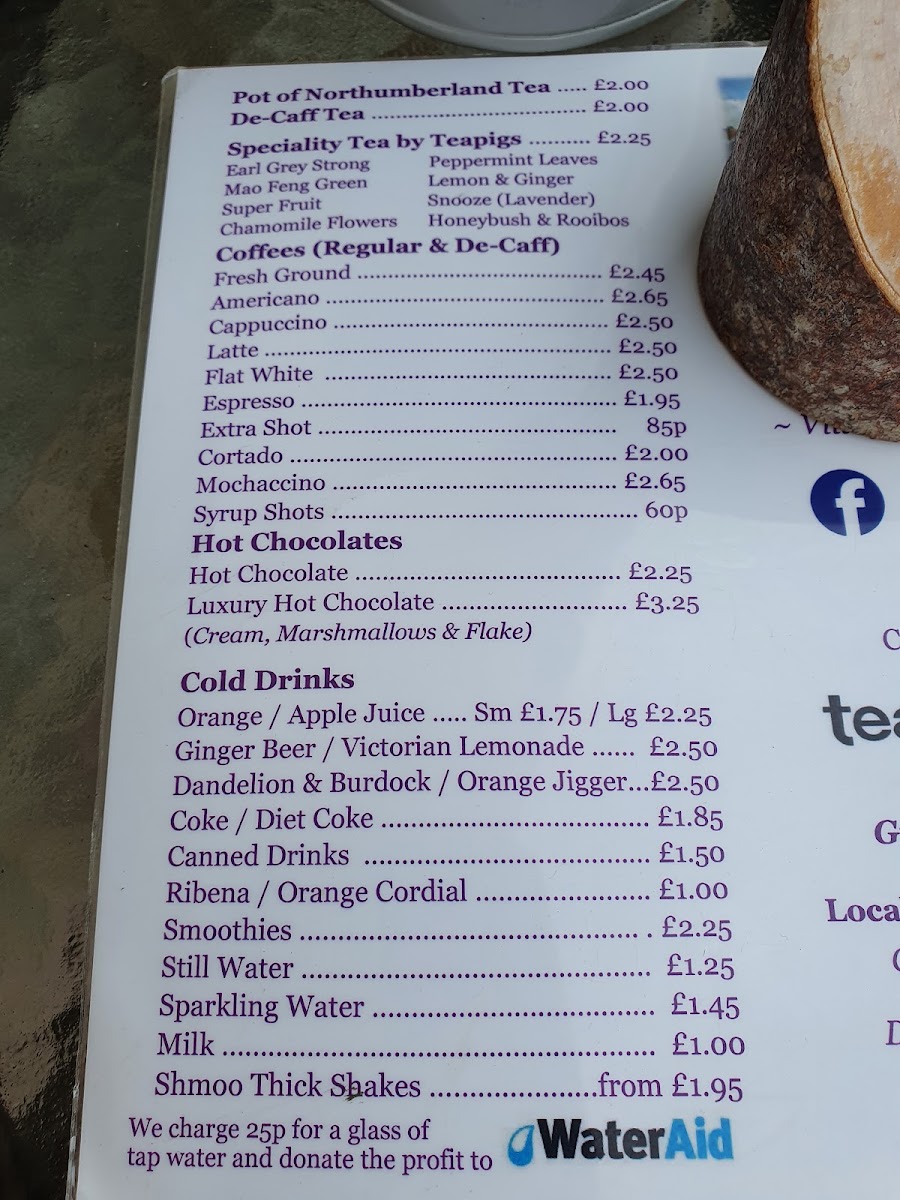 Pot of Northumberland Tea ..... £2.00
De-Caff Tea ................................ £2.00
Speciality Tea by Teapigs .......... £2.25
Earl Grey Strong Peppermint Leaves
Mao Feng Green Lemon & Ginger
Super Fruit Snooze (Lavender)
Chamomile Flowers Honeybush & Rooibos
Coffees (Regular & De-Caff)
Fresh Ground ........................................ £2.45
Americano ............................................. £2.65
Cappuccino ............................................ £2.50
Latte ....................................................... £2.50
Flat White ............................................. £2.50
Espresso .................................................. £1.95
Extra Shot ............................................... 85p
Cortado ................................................... £2.00
Mochaccino ............................................ £2.65
Syrup Shots ............................................... 60p
Hot Chocolates
Hot Chocolate ........................................ £2.25
Luxury Hot Chocolate ........................... £3.25
(Cream, Marshmallows & Flake)
Cold Drinks
Orange / Apple Juice ..... Sm £1.75 / Lg £2.25
Ginger Beer / Victorian Lemonade ...... £2.50
Dandelion & Burdock / Orange Jigger...£2.50
Coke / Diet Coke ..................................... £1.85
Canned Drinks ........................................ £1.50
Ribena / Orange Cordial ........................ £1.00
Smoothies ............................................... . £2.25
Still Water ................................................ £1.25
Sparkling Water ...................................... £1.45
Milk .......................................................... £1.00
Shmoo Thick Shakes ......................from £1.95
We charge 25p for a glass of
tap water and donate the profit to WaterAid
f
tea
Loca